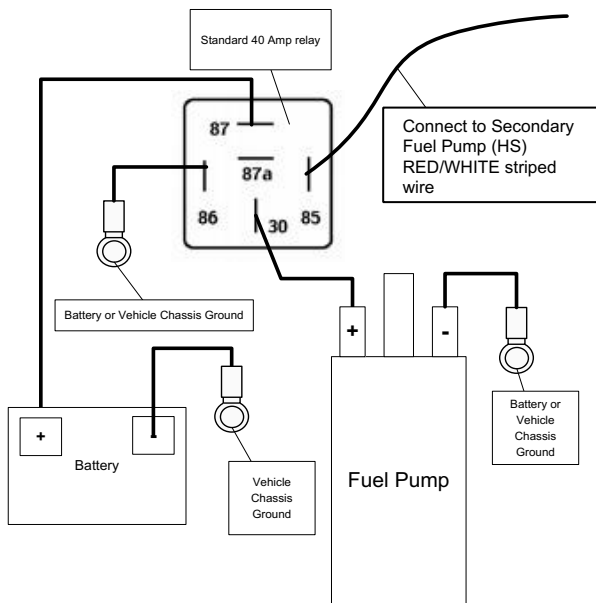 Standard 40 Amp relay
87
87a
86
85
30
Connect to Secondary
Fuel Pump (HS)
RED/WHITE striped
wire
Battery or Vehicle Chassis Ground
+
-
+
-
Battery
Vehicle
Chassis
Ground
Fuel Pump
Battery or
Vehicle
Chassis
Ground